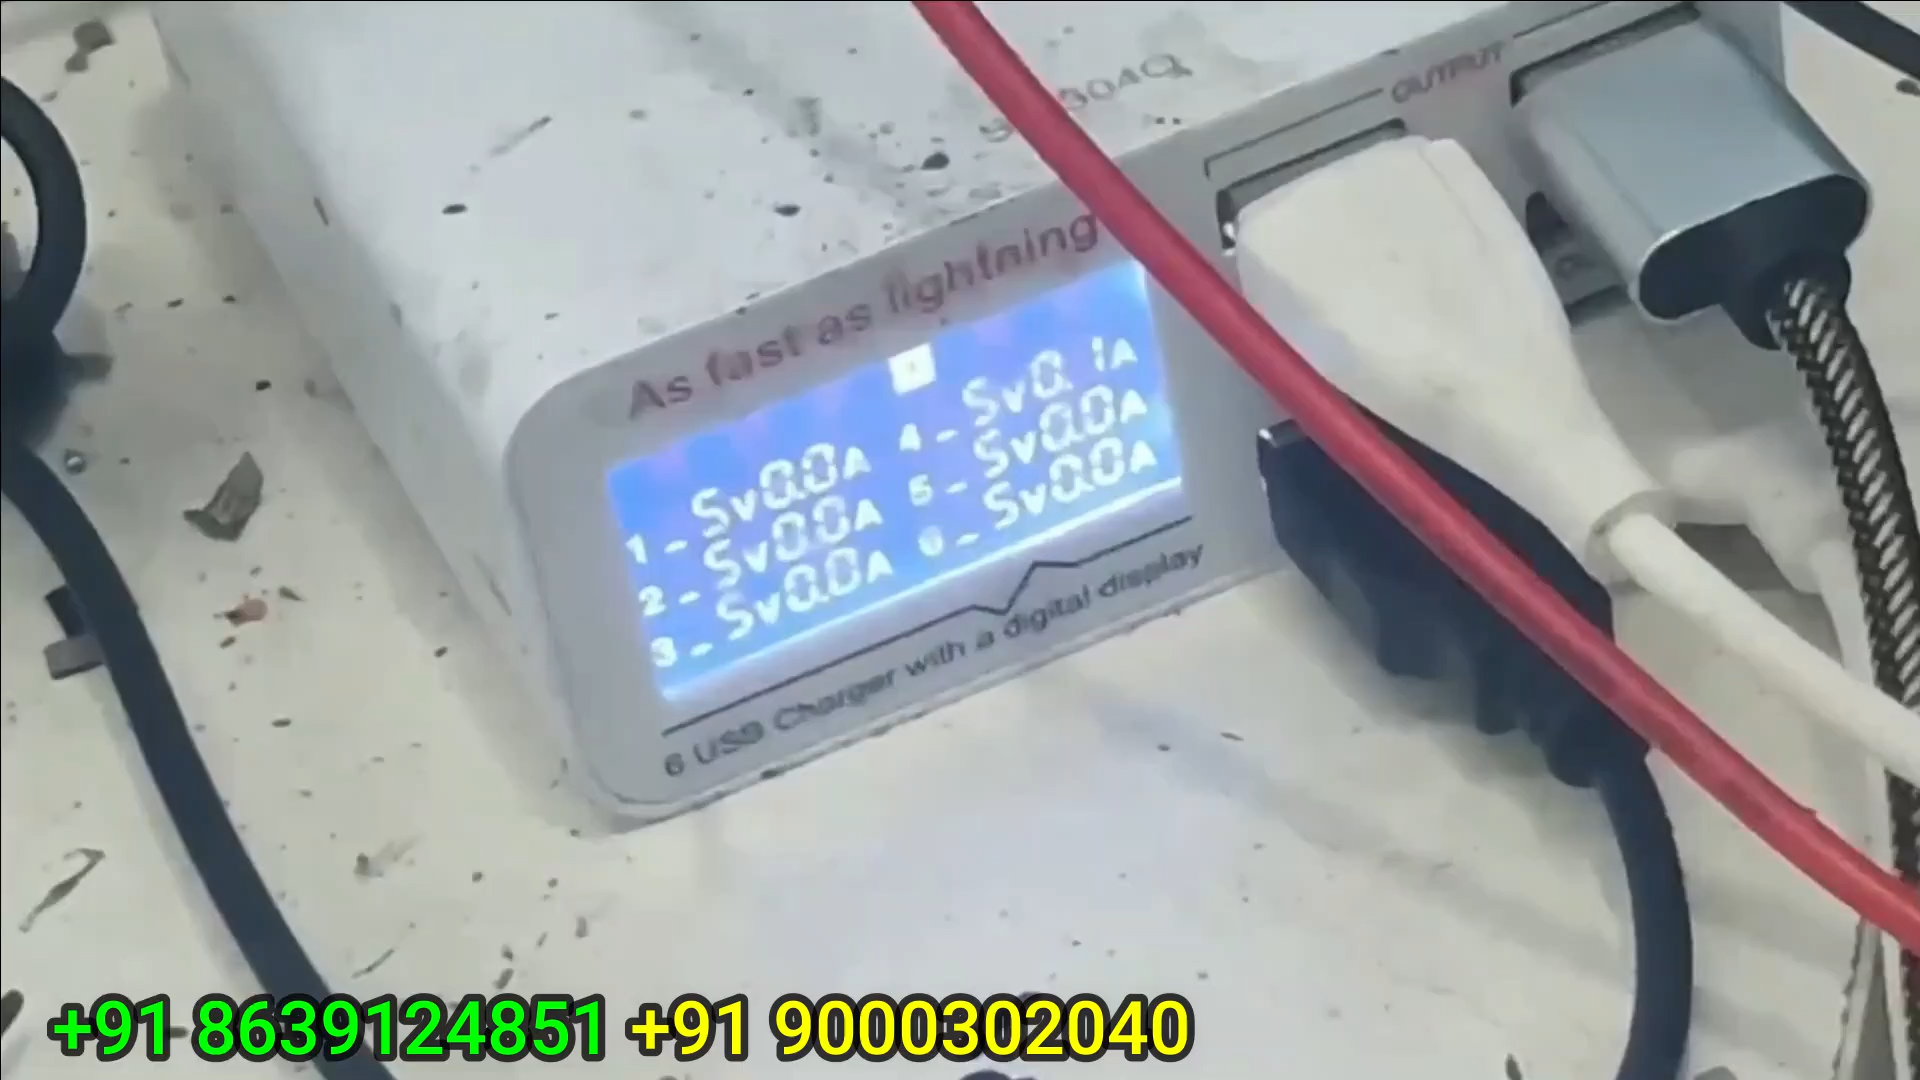 OUTPUT
As fast as lightning
1 - 5v0.0A 4 - 5v0.1A
2 - 5v0.0A 5 - 5v0.0A
3 - 5v0.0A 6 - 5v0.0A
6 USB Charger with a digital display
+91 8639124851 +91 9000302040